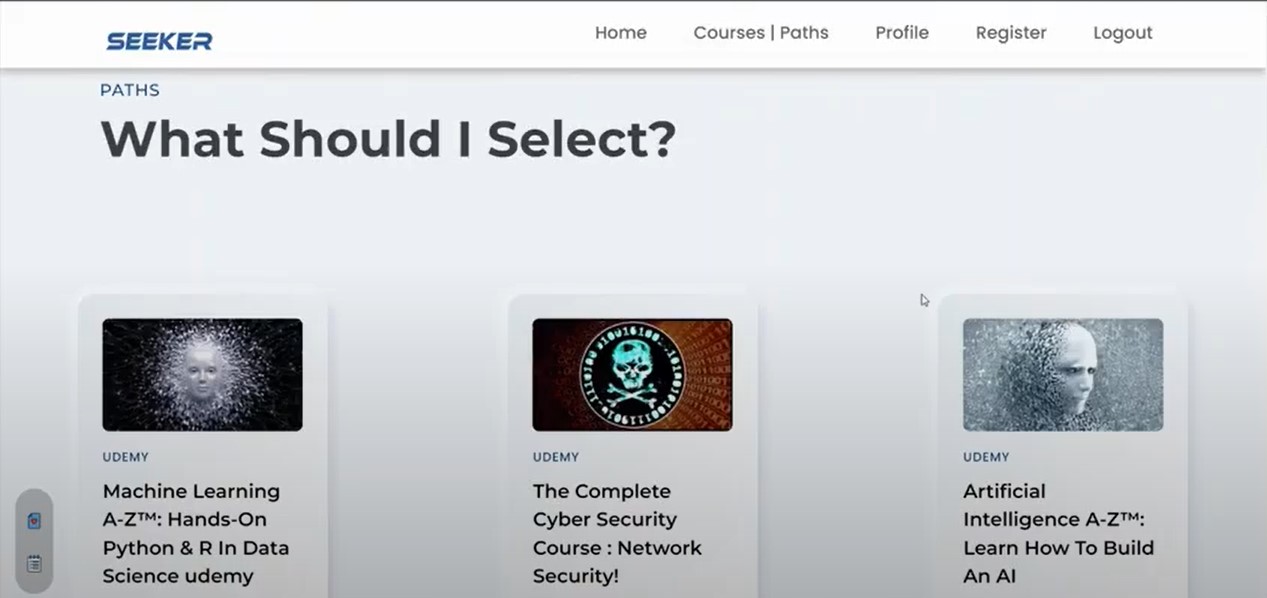 SEEKER
Home
Courses | Paths
Profile
Register
Logout
PATHS
What Should I Select?
UDEMY
Machine Learning
A-Z™: Hands-On
Python & R In Data
Science udemy
UDEMY
The Complete
Cyber Security
Course : Network
Security!
UDEMY
Artificial
Intelligence A-Z™:
Learn How To Build
An AI